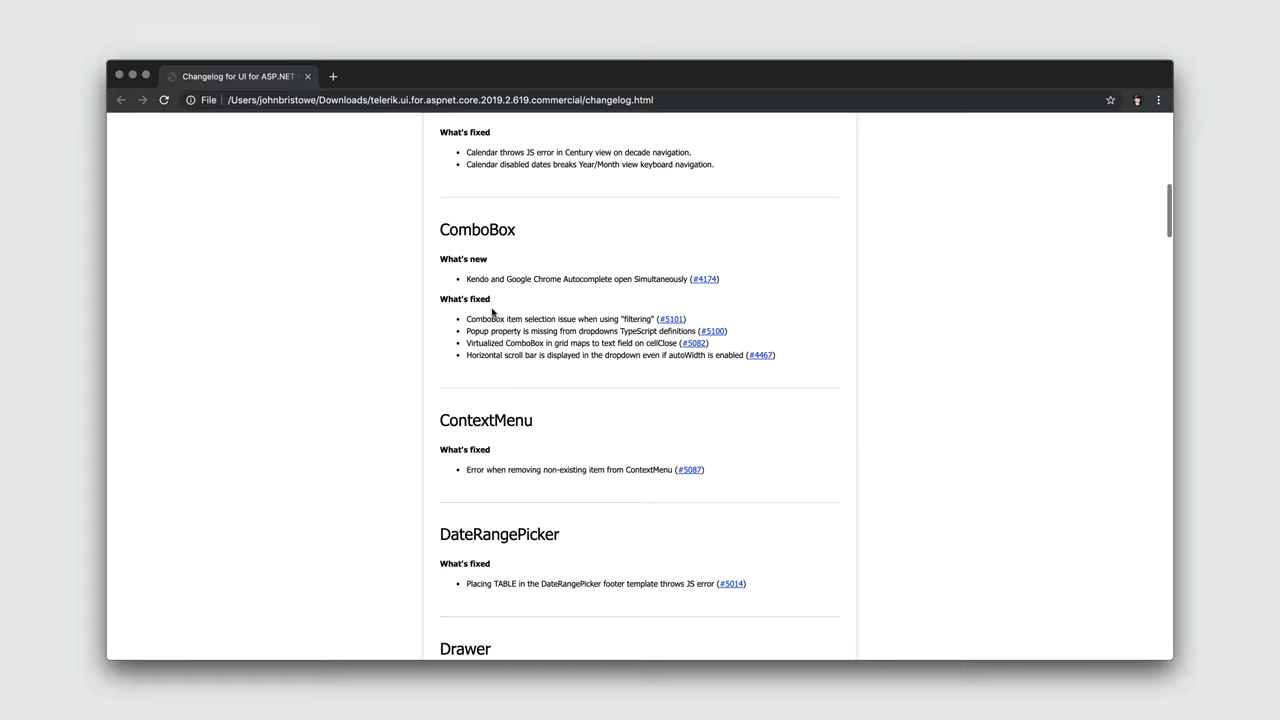 Changelog for UI for ASP.NET
File
/Users/johnbristowe/Downloads/telerik.ui.for.aspnet.core.2019.2.619.commercial/changelog.html
What's fixed
• Calendar throws JS error in Century view on decade navigation.
• Calendar disabled dates breaks Year/Month view keyboard navigation.
ComboBox
What's new
• Kendo and Google Chrome Autocomplete open Simultaneously (#4174)
What's fixed
• ComboBox item selection issue when using "filtering" (#5101)
• Popup property is missing from dropdowns TypeScript definitions (#5100)
• Virtualized ComboBox in grid maps to text field on cellClose (#5082)
• Horizontal scroll bar is displayed in the dropdown even if autoWidth is enabled (#4467)
ContextMenu
What's fixed
• Error when removing non-existing item from ContextMenu (#5087)
DateRangePicker
What's fixed
• Placing TABLE in the DateRangePicker footer template throws JS error (#5014)
Drawer